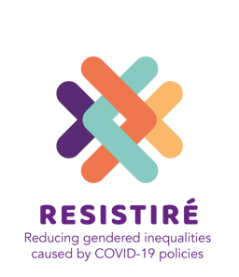 RESISTIRÉ
Reducing gendered inequalities
caused by COVID-19 policies